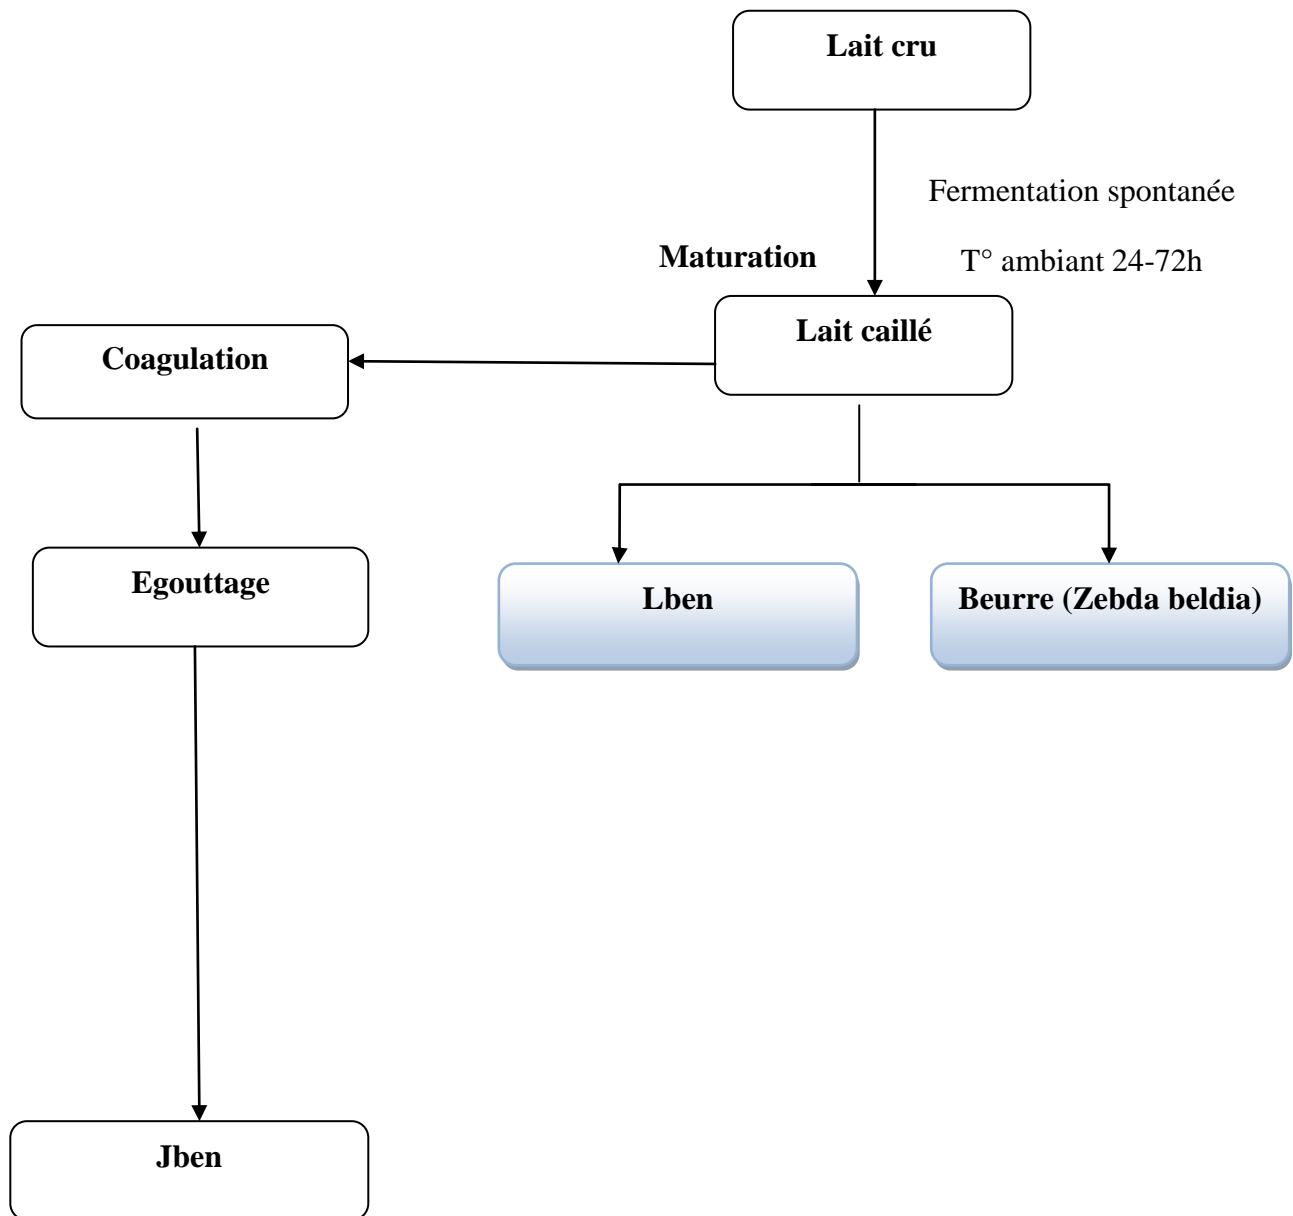 Lait cru
Fermentation spontanée
Maturation
T° ambiant 24-72h
Lait caillé
Coagulation
Egouttage
Lben
Beurre (Zebda beldia)
Jben